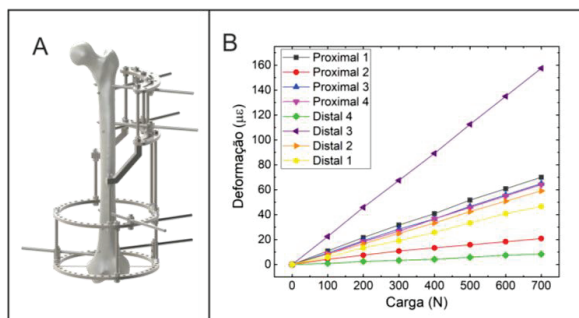 A
B
Proximal 1
Proximal 2
Proximal 3
Proximal 4
Distal 4
Distal 3
Distal 2
Distal 1
Deformação (με)
160
140
120
100
80
60
40
20
0
0 100 200 300 400 500 600 700
Carga (N)